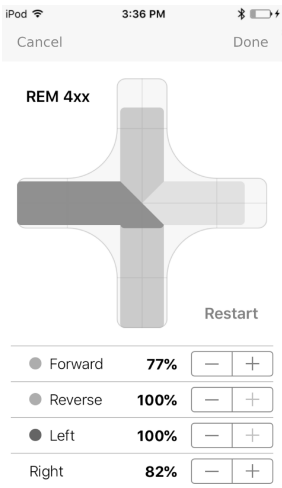 iPod 3:36 PM
Cancel Done
REM 4xx
Restart
Forward 77% − +
Reverse 100% − +
Left 100% − +
Right 82% − +